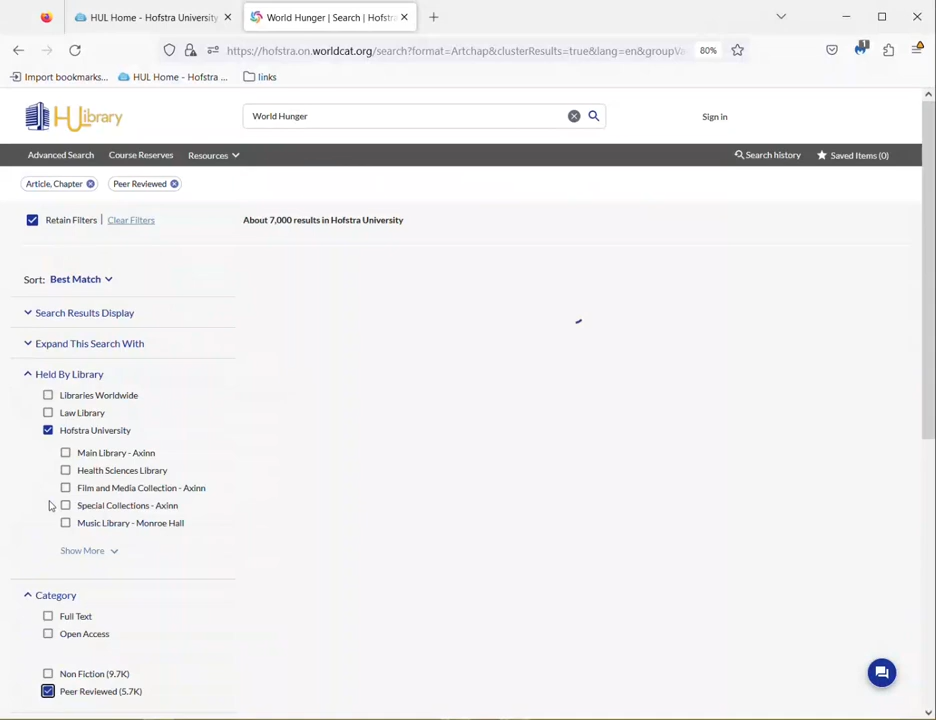 HUL Home - Hofstra University
World Hunger | Search | Hofstra
https://hofstra.on.worldcat.org/search?format=Artchap&clusterResults=true&lang=en&groupVa
80%
1
Import bookmarks...
HUL Home - Hofstra ...
links
HULibrary
World Hunger
Sign in
Advanced Search
Course Reserves
Resources
Search history
Saved Items (0)
Article, Chapter
Peer Reviewed
Retain Filters
Clear Filters
About 7,000 results in Hofstra University
Sort: Best Match
Search Results Display
Expand This Search With
Held By Library
Libraries Worldwide
Law Library
Hofstra University
Main Library - Axinn
Health Sciences Library
Film and Media Collection - Axinn
Special Collections - Axinn
Music Library - Monroe Hall
Show More
Category
Full Text
Open Access
Non Fiction (9.7K)
Peer Reviewed (5.7K)